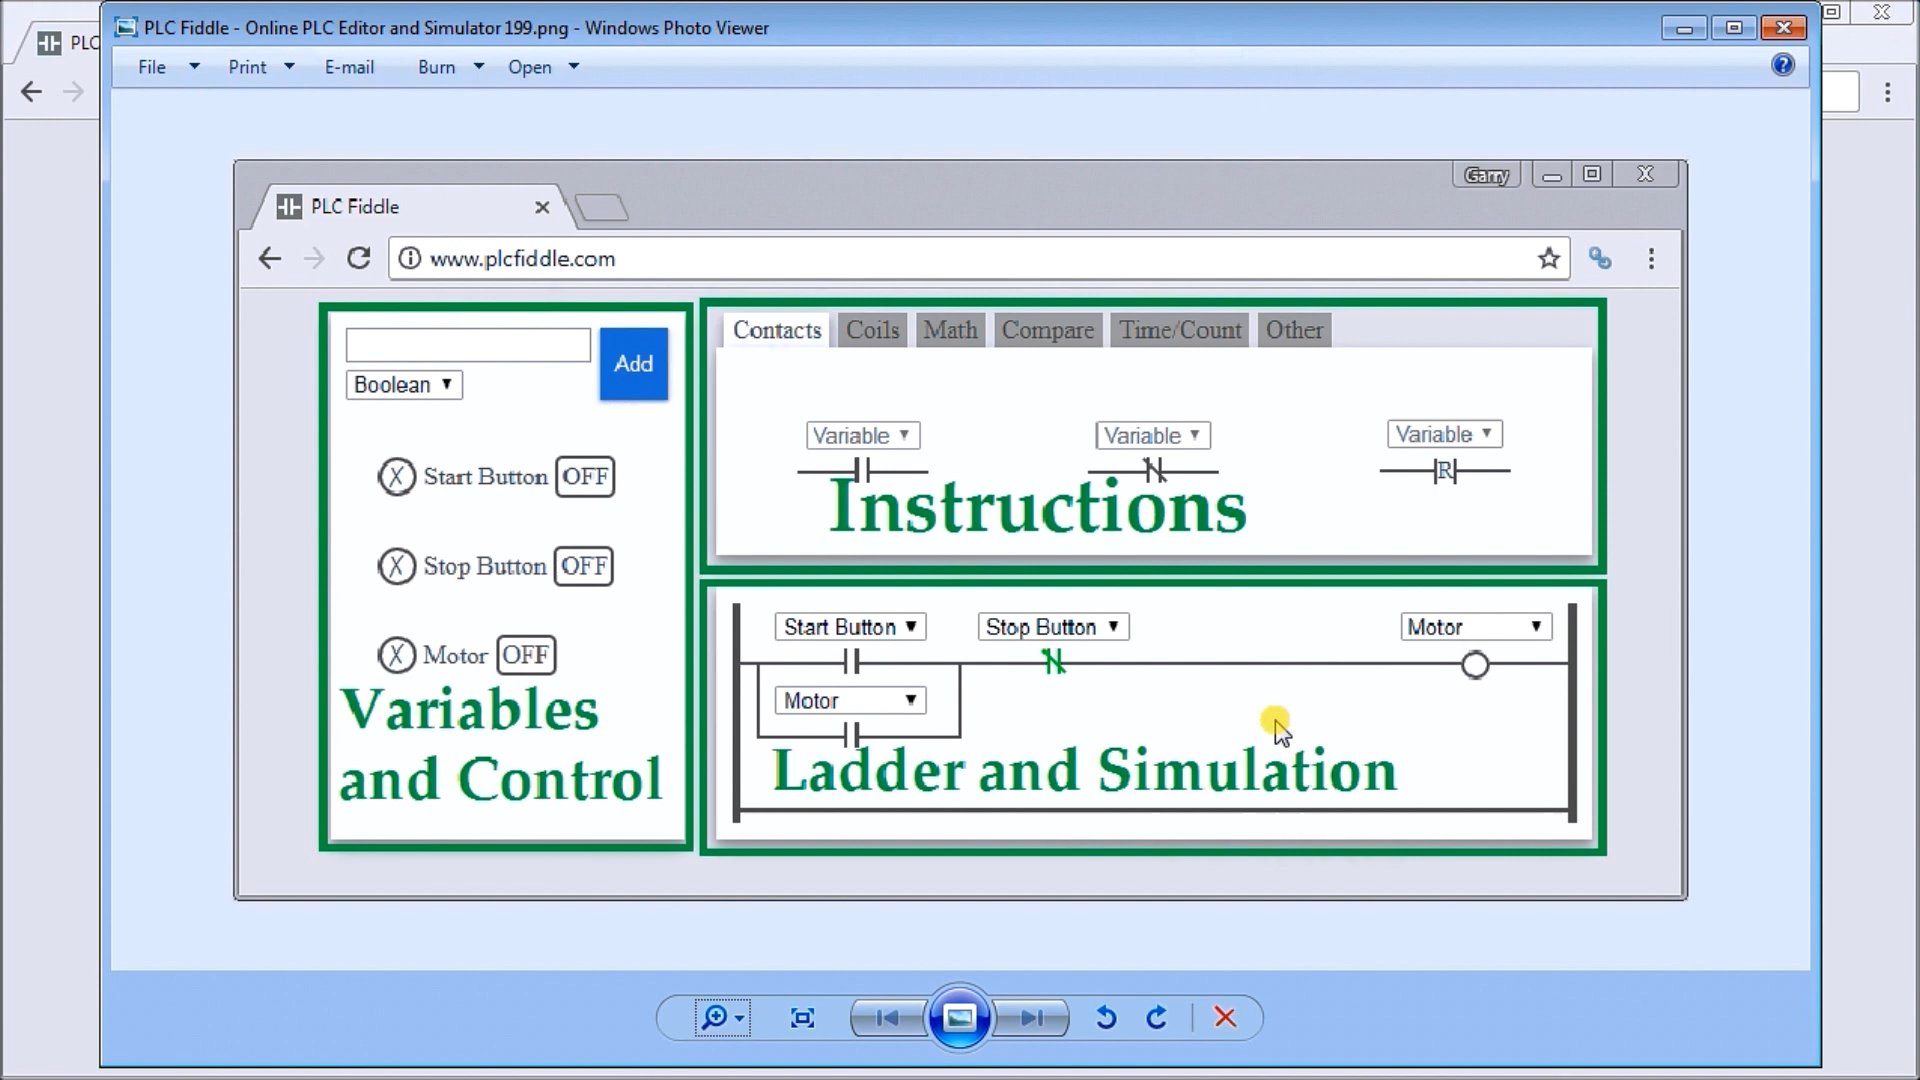 PLC Fiddle - Online PLC Editor and Simulator 199.png - Windows Photo Viewer
PLC
File Print E-mail Burn Open
Garry
PLC Fiddle
www.plcfiddle.com
Add
Boolean
X Start Button OFF
X Stop Button OFF
X Motor OFF
Variables
and Control
Contacts Coils Math Compare Time/Count Other
Variable Variable Variable
R
Instructions
Start Button Stop Button Motor
Motor
Ladder and Simulation